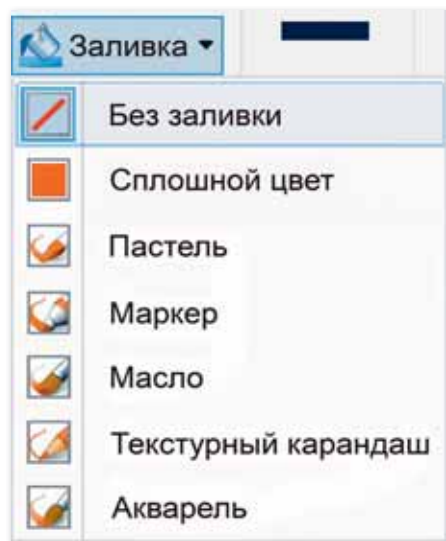 Заливка
Без заливки
Сплошной цвет
Пастель
Маркер
Масло
Текстурный карандаш
Акварель